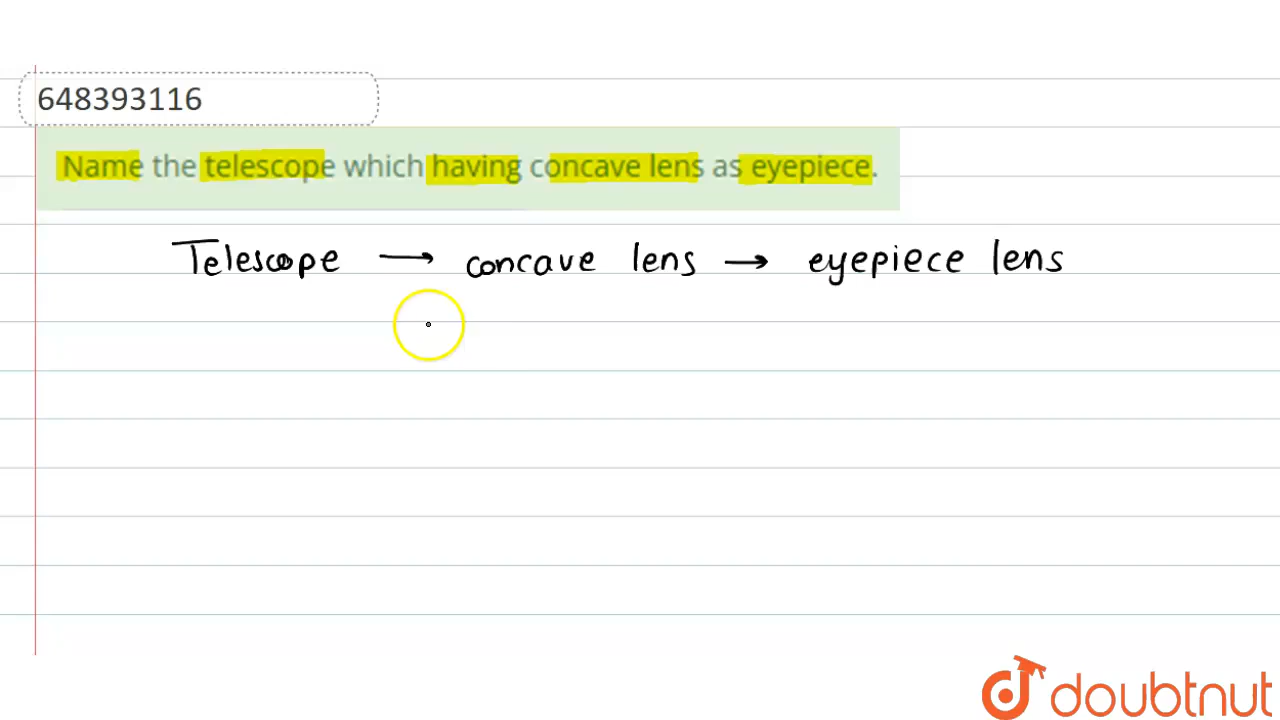 648393116
Name the telescope which having concave lens as eyepiece.
Telescope → concave lens → eyepiece lens
doubtnut